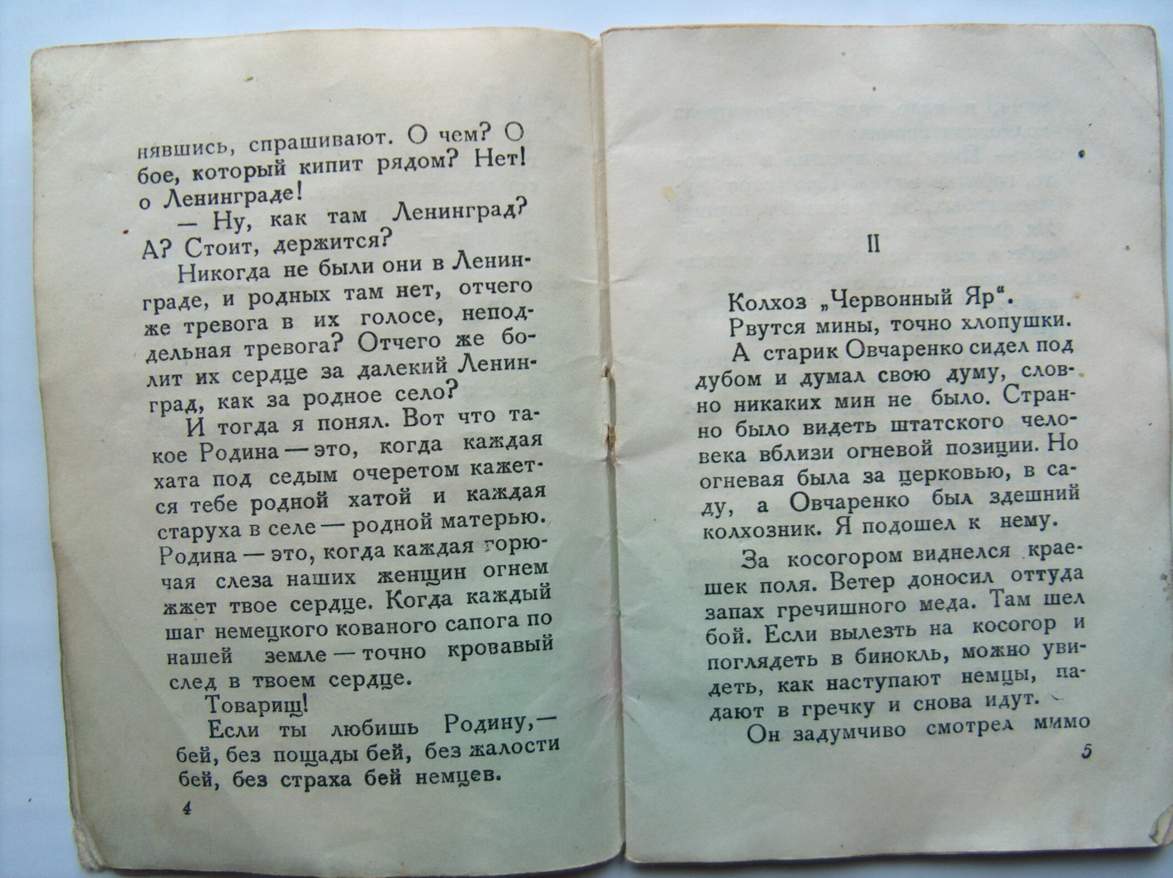 нявшись, спрашивают. О чем? О
бое, который кипит рядом? Нет!
о Ленинграде!
— Ну, как там Ленинград?
А? Стоит, держится?
Никогда не были они в Ленин-
граде, и родных там нет, отчего
же тревога в их голосе, непод-
дельная тревога? Отчего же бо-
лит их сердце за далекий Ленин-
град, как за родное село?
И тогда я понял. Вот что та-
кое Родина — это, когда каждая
хата под седым очеретом кажет-
ся тебе родной хатой и каждая
старуха в селе — родной матерью.
Родина — это, когда каждая горю-
чая слеза наших женщин огнем
жжет твое сердце. Когда каждый
шаг немецкого кованого сапога по
нашей земле — точно кровавый
след в твоем сердце.
Товарищ!
Если ты любишь Родину, —
бей, без пощады бей, без жалости
бей, без страха бей немцев.
4
II
Колхоз „Червонный Яр“.
Рвутся мины, точно хлопушки.
А старик Овчаренко сидел под
дубом и думал свою думу, слов-
но никаких мин не было. Стран-
но было видеть штатского чело-
века вблизи огневой позиции. Но
огневая была за церковью, в са-
ду, а Овчаренко был здешний
колхозник. Я подошел к нему.
За косогором виднелся крае-
шек поля. Ветер доносил оттуда
запах гречишного меда. Там шел
бой. Если вылезть на косогор и
поглядеть в бинокль, можно уви-
деть, как наступают немцы, па-
дают в гречку и снова идут.
Он задумчиво смотрел мимо
5